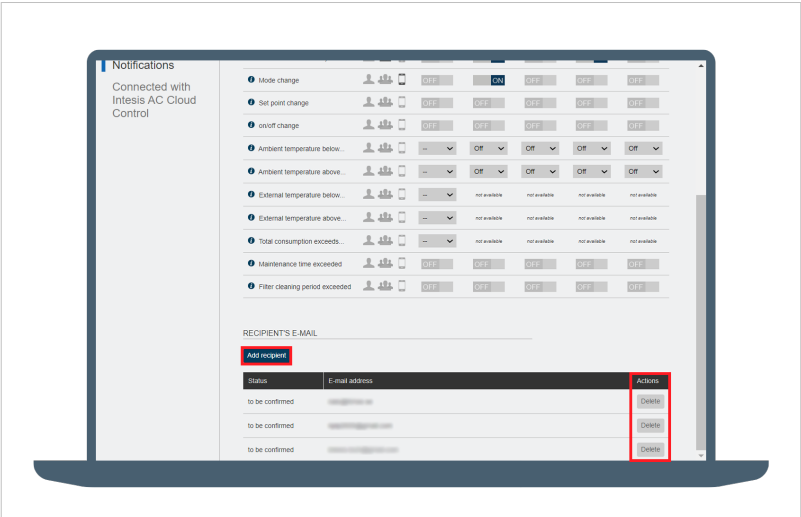 Notifications
Connected with
Intesis AC Cloud
Control
Mode change OFF ON OFF OFF OFF
Set point change OFF OFF OFF OFF OFF
on/off change OFF OFF OFF OFF OFF
Ambient temperature below... -- Off Off Off Off
Ambient temperature above... -- Off Off Off Off
External temperature below... -- not available not available not available not available
External temperature above... -- not available not available not available not available
Total consumption exceeds... -- not available not available not available not available
Maintenance time exceeded OFF OFF OFF OFF OFF
Filter cleaning period exceeded OFF OFF OFF OFF OFF
RECIPIENT'S E-MAIL
Add recipient
Status E-mail address Actions
to be confirmed Delete
to be confirmed Delete
to be confirmed Delete